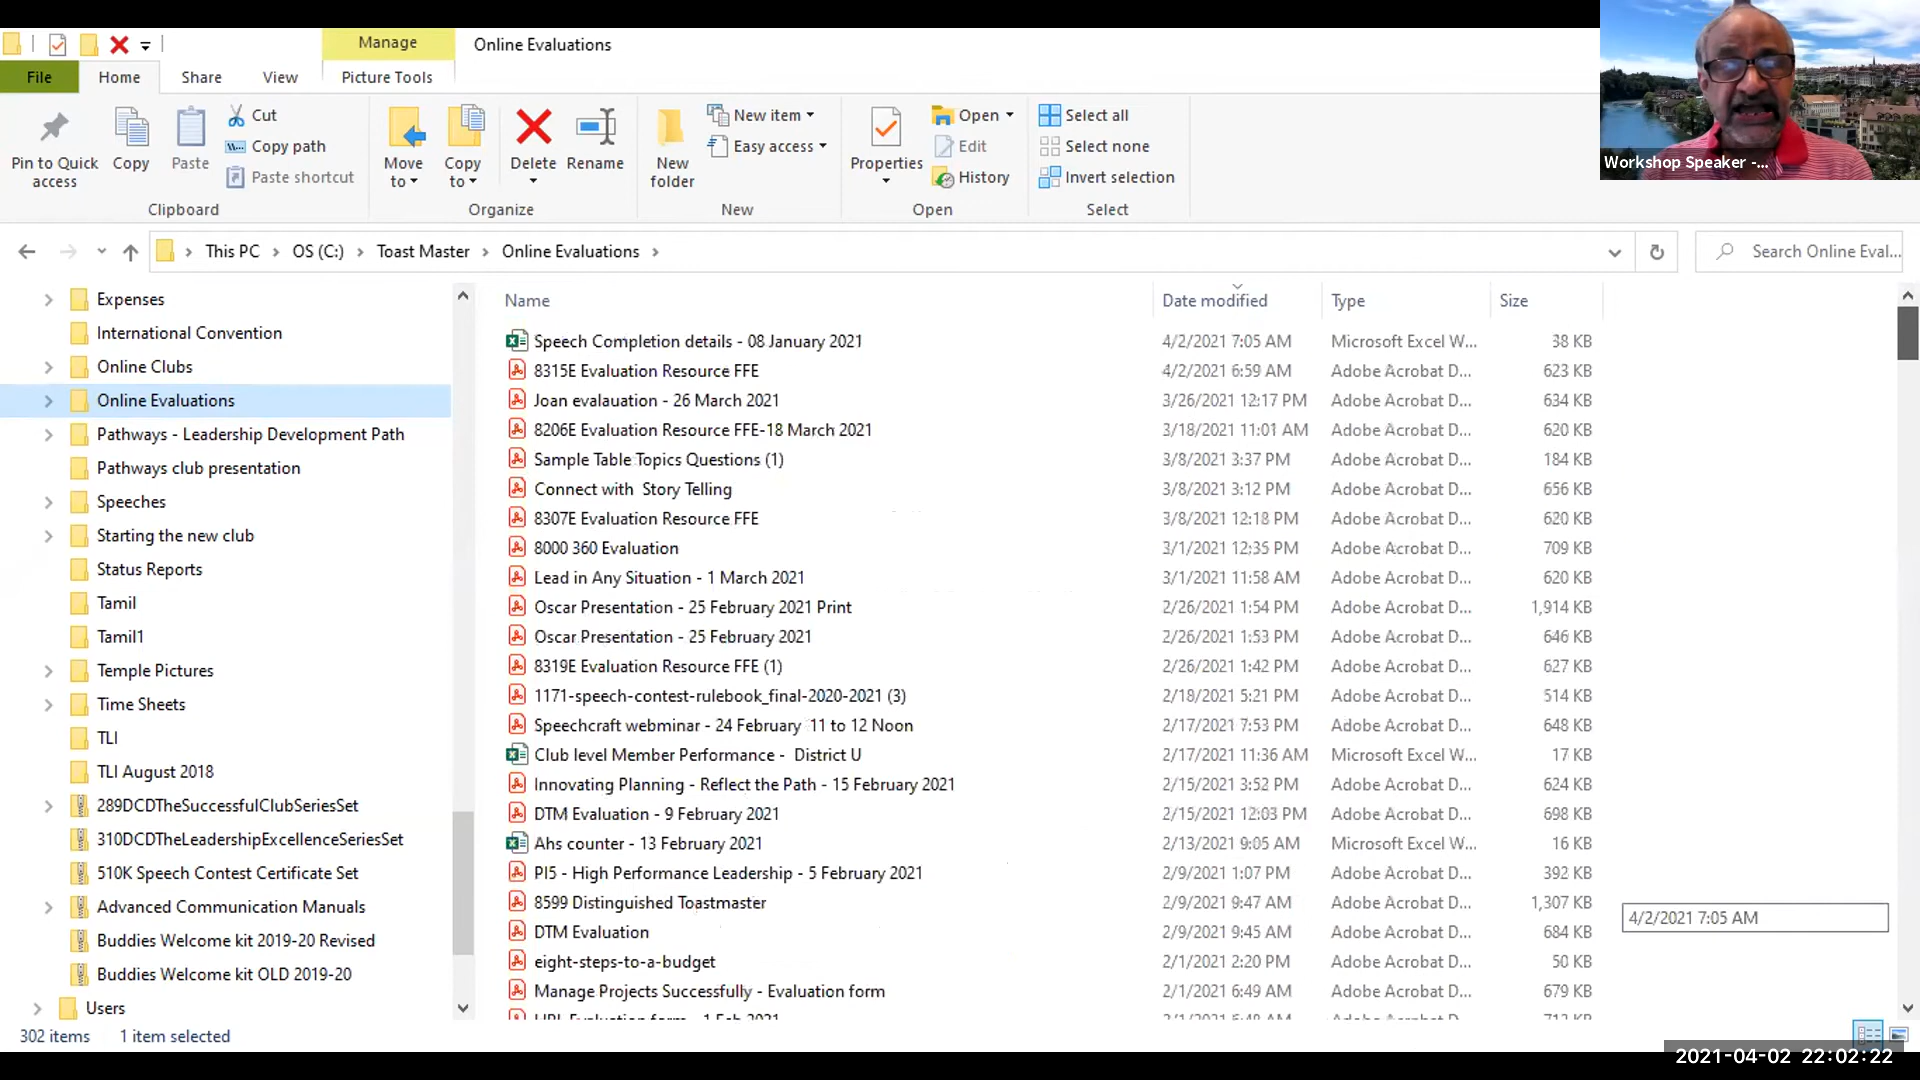 Manage
Online Evaluations
File
Home
Share
View
Picture Tools
Pin to Quick access
Copy
Paste
Cut
Copy path
Paste shortcut
Clipboard
Move to
Copy to
Delete
Rename
Organize
New folder
New item
Easy access
New
Properties
Open
Edit
History
Open
Select all
Select none
Invert selection
Select
Workshop Speaker -...
This PC > OS (C:) > Toast Master > Online Evaluations >
Search Online Eval...
Expenses
International Convention
Online Clubs
Online Evaluations
Pathways - Leadership Development Path
Pathways club presentation
Speeches
Starting the new club
Status Reports
Tamil
Tamil1
Temple Pictures
Time Sheets
TLI
TLI August 2018
289DCDTheSuccessfulClubSeriesSet
310DCDTheLeadershipExcellenceSeriesSet
510K Speech Contest Certificate Set
Advanced Communication Manuals
Buddies Welcome kit 2019-20 Revised
Buddies Welcome kit OLD 2019-20
Users
Name Date modified Type Size
Speech Completion details - 08 January 2021 4/2/2021 7:05 AM Microsoft Excel W... 38 KB
8315E Evaluation Resource FFE 4/2/2021 6:59 AM Adobe Acrobat D... 623 KB
Joan evalauation - 26 March 2021 3/26/2021 12:17 PM Adobe Acrobat D... 634 KB
8206E Evaluation Resource FFE-18 March 2021 3/18/2021 11:01 AM Adobe Acrobat D... 620 KB
Sample Table Topics Questions (1) 3/8/2021 3:37 PM Adobe Acrobat D... 184 KB
Connect with Story Telling 3/8/2021 3:12 PM Adobe Acrobat D... 656 KB
8307E Evaluation Resource FFE 3/8/2021 12:18 PM Adobe Acrobat D... 620 KB
8000 360 Evaluation 3/1/2021 12:35 PM Adobe Acrobat D... 709 KB
Lead in Any Situation - 1 March 2021 3/1/2021 11:58 AM Adobe Acrobat D... 620 KB
Oscar Presentation - 25 February 2021 Print 2/26/2021 1:54 PM Adobe Acrobat D... 1,914 KB
Oscar Presentation - 25 February 2021 2/26/2021 1:53 PM Adobe Acrobat D... 646 KB
8319E Evaluation Resource FFE (1) 2/26/2021 1:42 PM Adobe Acrobat D... 627 KB
1171-speech-contest-rulebook_final-2020-2021 (3) 2/18/2021 5:21 PM Adobe Acrobat D... 514 KB
Speechcraft webminar - 24 February 11 to 12 Noon 2/17/2021 7:53 PM Adobe Acrobat D... 648 KB
Club level Member Performance - District U 2/17/2021 11:36 AM Microsoft Excel W... 17 KB
Innovating Planning - Reflect the Path - 15 February 2021 2/15/2021 3:52 PM Adobe Acrobat D... 624 KB
DTM Evaluation - 9 February 2021 2/15/2021 12:03 PM Adobe Acrobat D... 698 KB
Ahs counter - 13 February 2021 2/13/2021 9:05 AM Microsoft Excel W... 16 KB
PI5 - High Performance Leadership - 5 February 2021 2/9/2021 1:07 PM Adobe Acrobat D... 392 KB
8599 Distinguished Toastmaster 2/9/2021 9:47 AM Adobe Acrobat D... 1,307 KB
DTM Evaluation 2/9/2021 9:45 AM Adobe Acrobat D... 684 KB
eight-steps-to-a-budget 2/1/2021 2:20 PM Adobe Acrobat D... 50 KB
Manage Projects Successfully - Evaluation form 2/1/2021 6:49 AM Adobe Acrobat D... 679 KB
4/2/2021 7:05 AM
302 items 1 item selected
2021-04-02 22:02:22